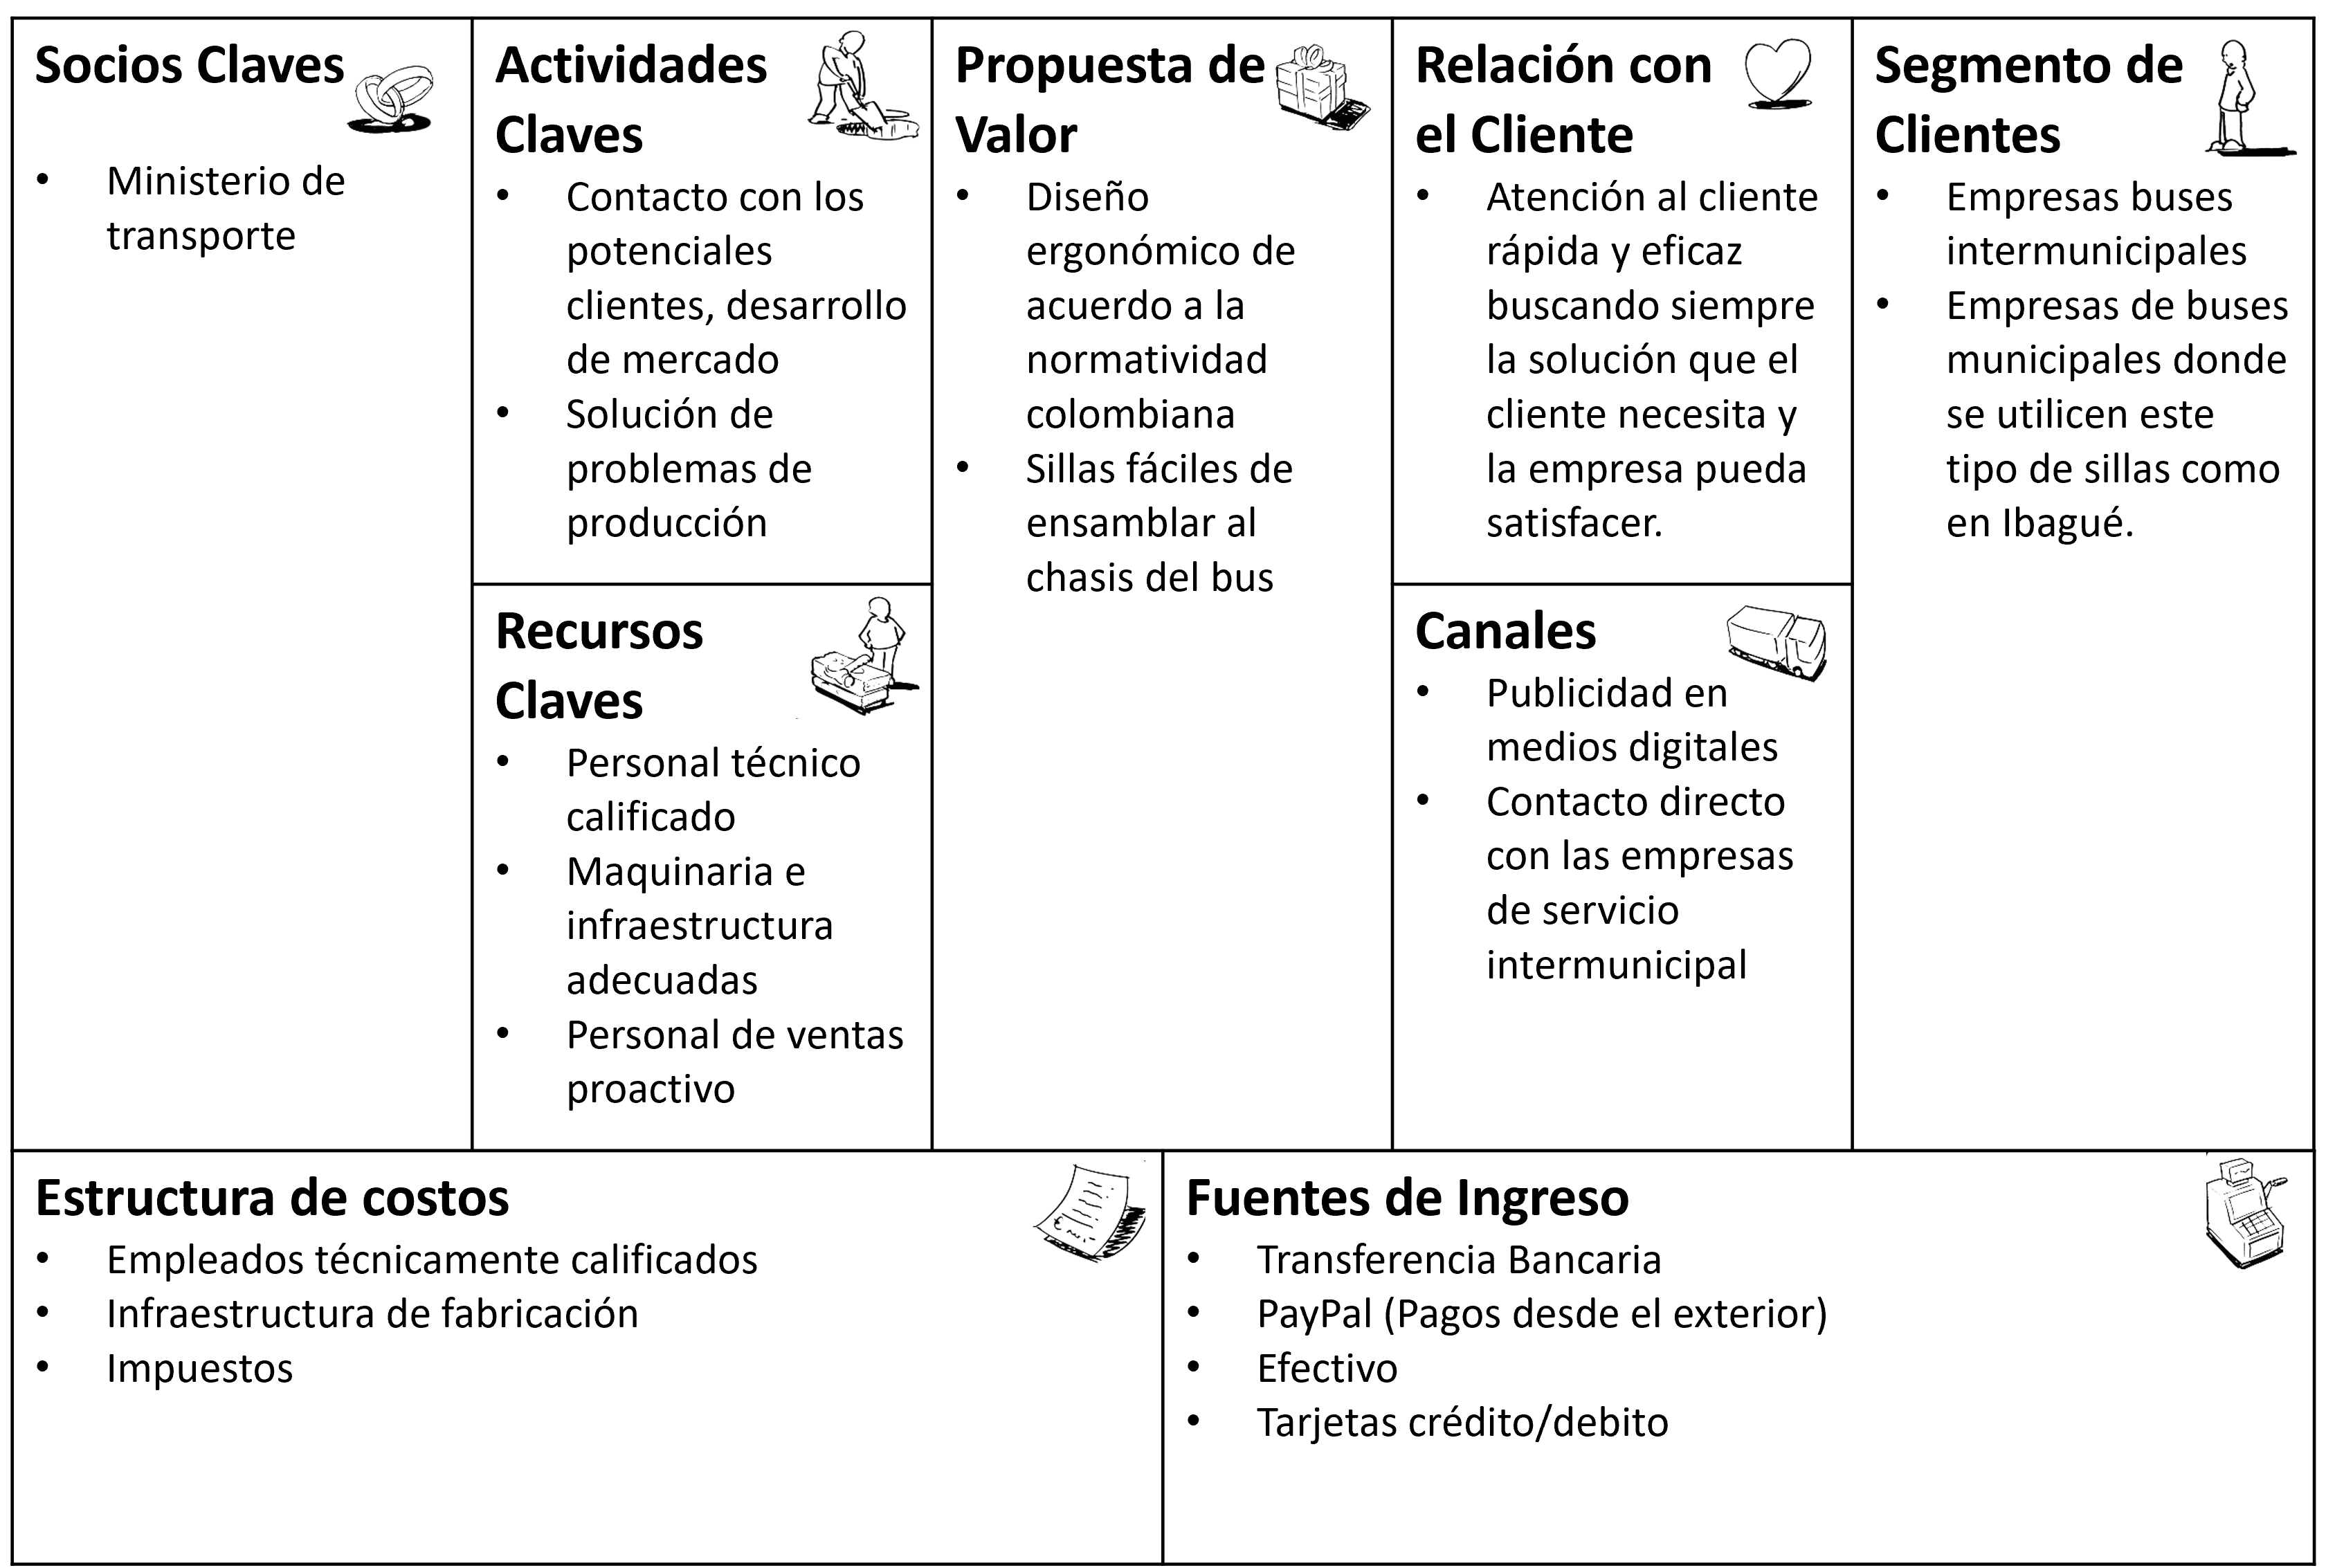 Socios Claves
• Ministerio de
transporte
Actividades
Claves
• Contacto con los
potenciales
clientes, desarrollo
de mercado
• Solución de
problemas de
producción
Recursos
Claves
• Personal técnico
calificado
• Maquinaria e
infraestructura
adecuadas
• Personal de ventas
proactivo
Propuesta de
Valor
• Diseño
ergonómico de
acuerdo a la
normatividad
colombiana
• Sillas fáciles de
ensamblar al
chasis del bus
Relación con
el Cliente
• Atención al cliente
rápida y eficaz
buscando siempre
la solución que el
cliente necesita y
la empresa pueda
satisfacer.
Canales
• Publicidad en
medios digitales
• Contacto directo
con las empresas
de servicio
intermunicipal
Segmento de
Clientes
• Empresas buses
intermunicipales
• Empresas de buses
municipales donde
se utilicen este
tipo de sillas como
en Ibagué.
Estructura de costos
• Empleados técnicamente calificados
• Infraestructura de fabricación
• Impuestos
Fuentes de Ingreso
• Transferencia Bancaria
• PayPal (Pagos desde el exterior)
• Efectivo
• Tarjetas crédito/debito